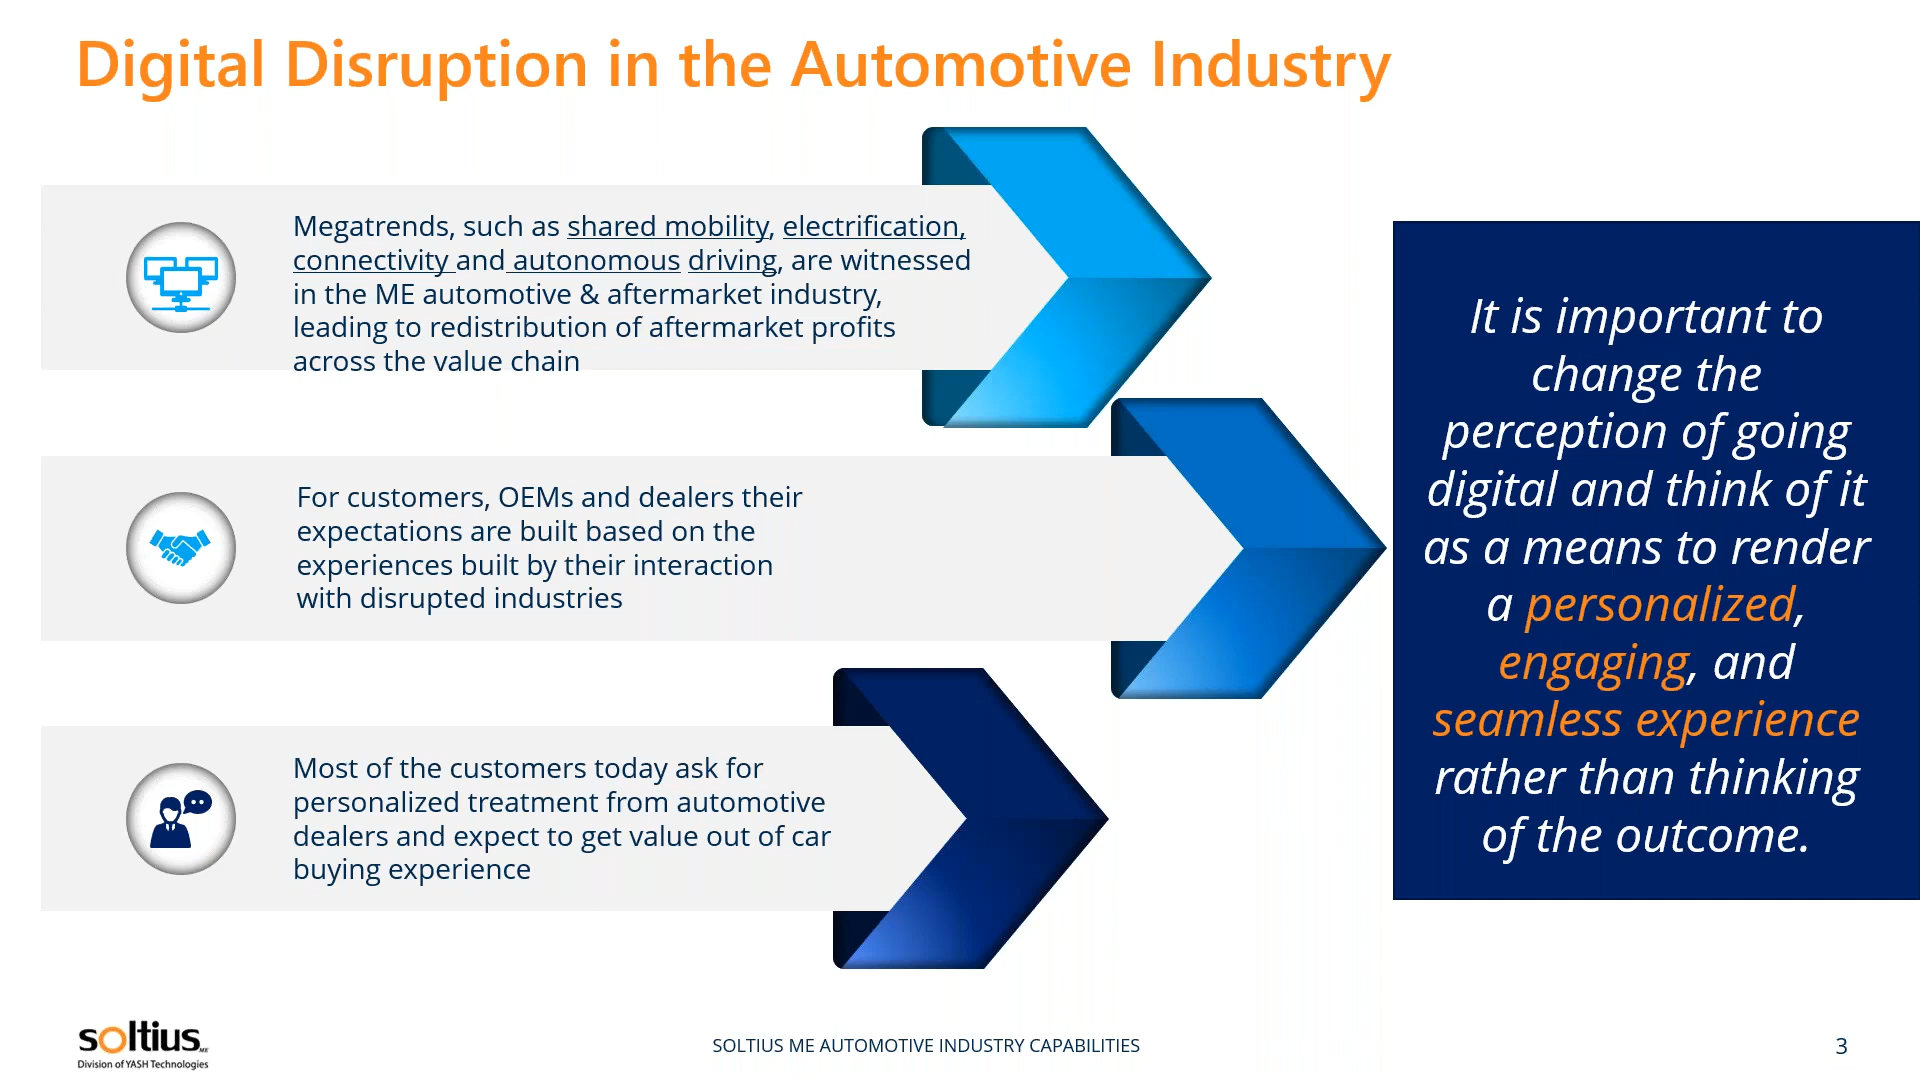 Digital Disruption in the Automotive Industry
Megatrends, such as shared mobility, electrification,
connectivity and autonomous driving, are witnessed
in the ME automotive & aftermarket industry,
leading to redistribution of aftermarket profits
across the value chain
For customers, OEMs and dealers their
expectations are built based on the
experiences built by their interaction
with disrupted industries
Most of the customers today ask for
personalized treatment from automotive
dealers and expect to get value out of car
buying experience
It is important to
change the
perception of going
digital and think of it
as a means to render
a personalized,
engaging, and
seamless experience
rather than thinking
of the outcome.
soltius ME
Division of YASH Technologies
SOLTIUS ME AUTOMOTIVE INDUSTRY CAPABILITIES
3